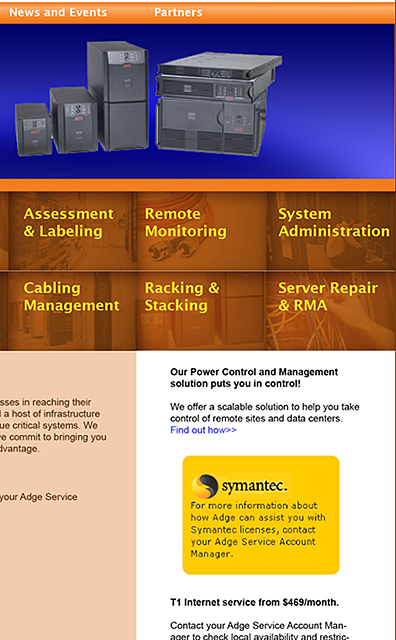 News and Events Partners
Assessment
& Labeling
Remote
Monitoring
System
Administration
Cabling
Management
Racking &
Stacking
Server Repair
& RMA
sses in reaching their
a host of infrastructure
ue critical systems. We
ve commit to bringing you
dvantage.
your Adge Service
Our Power Control and Management
solution puts you in control!
We offer a scalable solution to help you take
control of remote sites and data centers.
Find out how>>
symantec.
For more information about
how Adge can assist you with
Symantec licenses, contact
your Adge Service Account
Manager.
T1 Internet service from $469/month.
Contact your Adge Service Account Man-
ager to check local availability and restric-